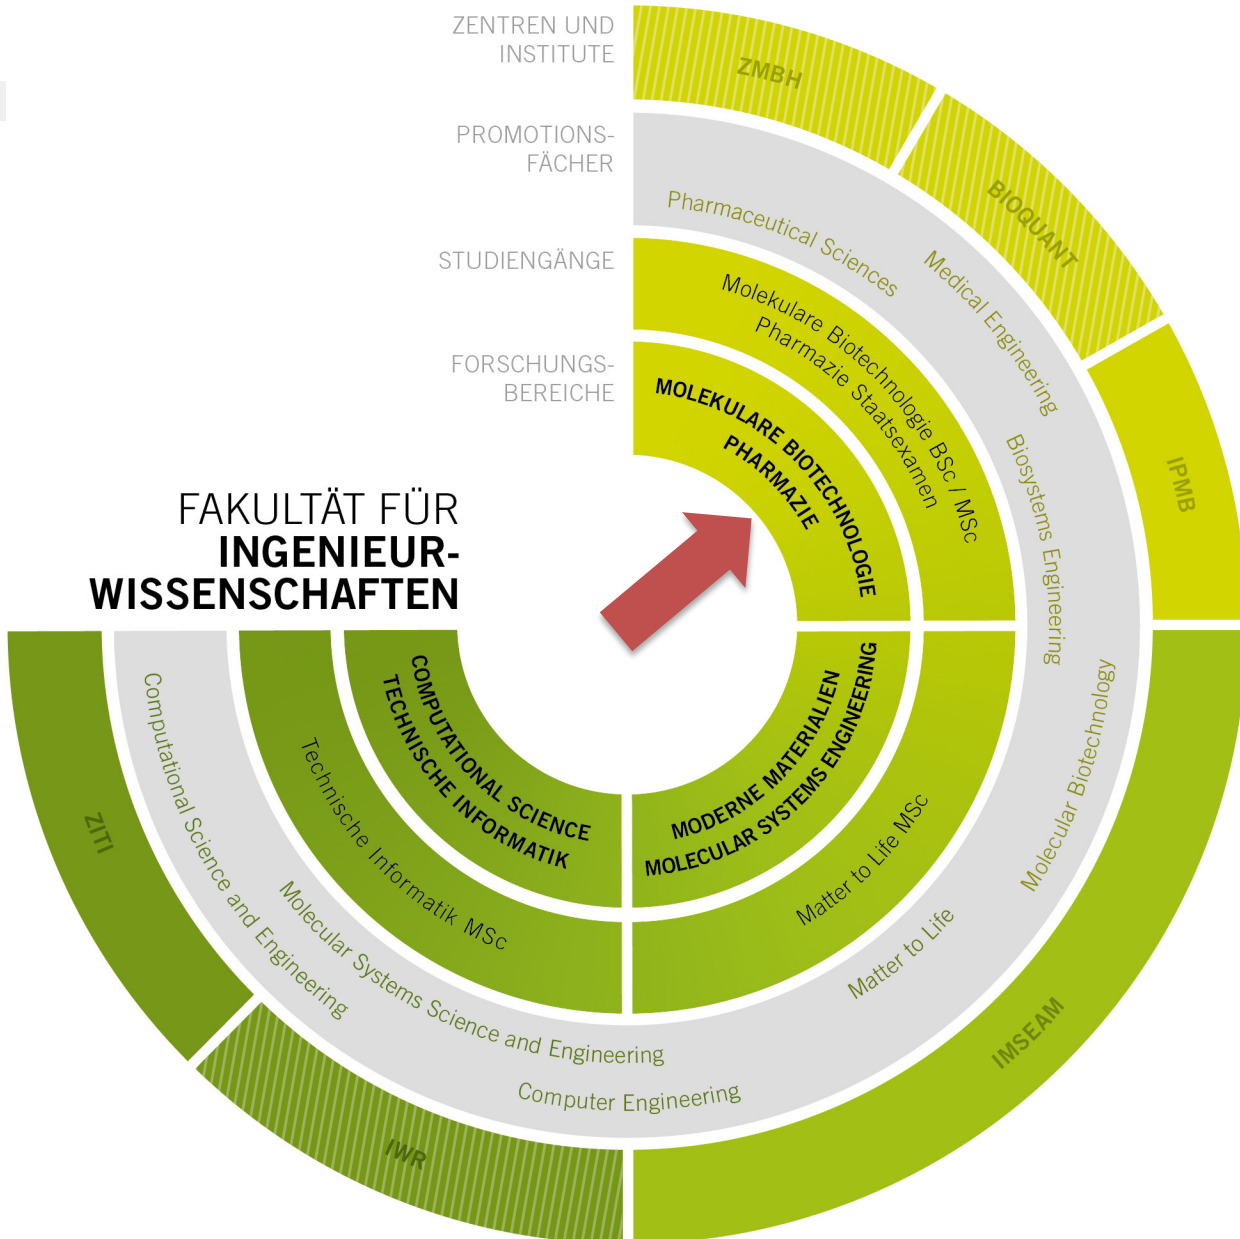 ZENTREN UND
INSTITUTE
PROMOTIONS-
FÄCHER
STUDIENGÄNGE
FORSCHUNGS-
BEREICHE
FAKULTÄT FÜR
INGENIEUR-
WISSENSCHAFTEN
ZMBH
BIOQUANT
IPMB
IMSEAM
IWR
ZITI
Pharmaceutical Sciences
Medical Engineering
Biosystems Engineering
Molecular Biotechnology
Matter to Life
Computer Engineering
Molecular Systems Science and Engineering
Computational Science and Engineering
Molekulare Biotechnologie BSc / MSc
Pharmazie Staatsexamen
Matter to Life MSc
Technische Informatik MSc
MOLEKULARE BIOTECHNOLOGIE
PHARMAZIE
MODERNE MATERIALIEN
MOLECULAR SYSTEMS ENGINEERING
COMPUTATIONAL SCIENCE
TECHNISCHE INFORMATIK